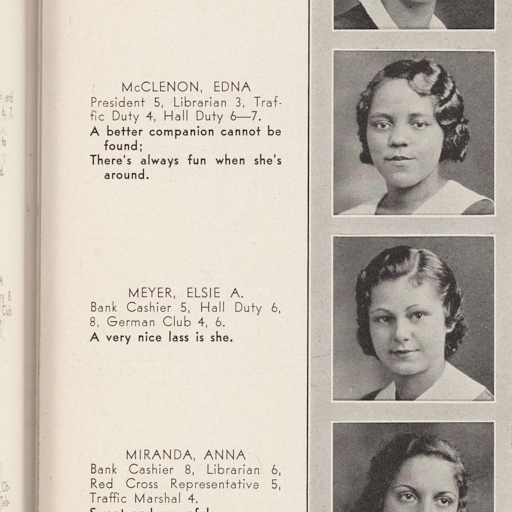 McCLENON, EDNA
President 5, Librarian 3, Traf-
fic Duty 4, Hall Duty 6—7.
A better companion cannot be
found;
There's always fun when she's
around.
MEYER, ELSIE A.
Bank Cashier 5, Hall Duty 6,
8, German Club 4, 6.
A very nice lass is she.
MIRANDA, ANNA
Bank Cashier 8, Librarian 6,
Red Cross Representative 5,
Traffic Marshal 4.